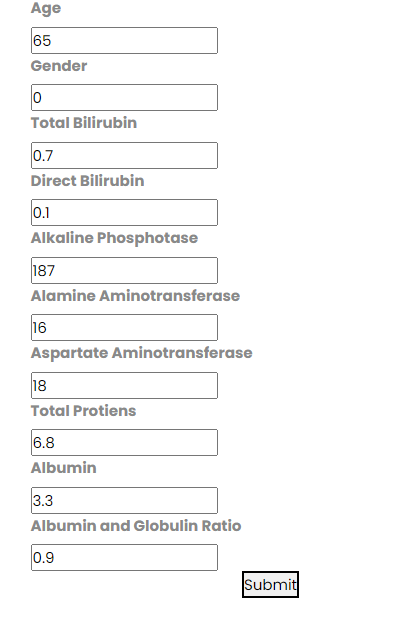 Age
65
Gender
0
Total Bilirubin
0.7
Direct Bilirubin
0.1
Alkaline Phosphotase
187
Alamine Aminotransferase
16
Aspartate Aminotransferase
18
Total Protiens
6.8
Albumin
3.3
Albumin and Globulin Ratio
0.9
Submit